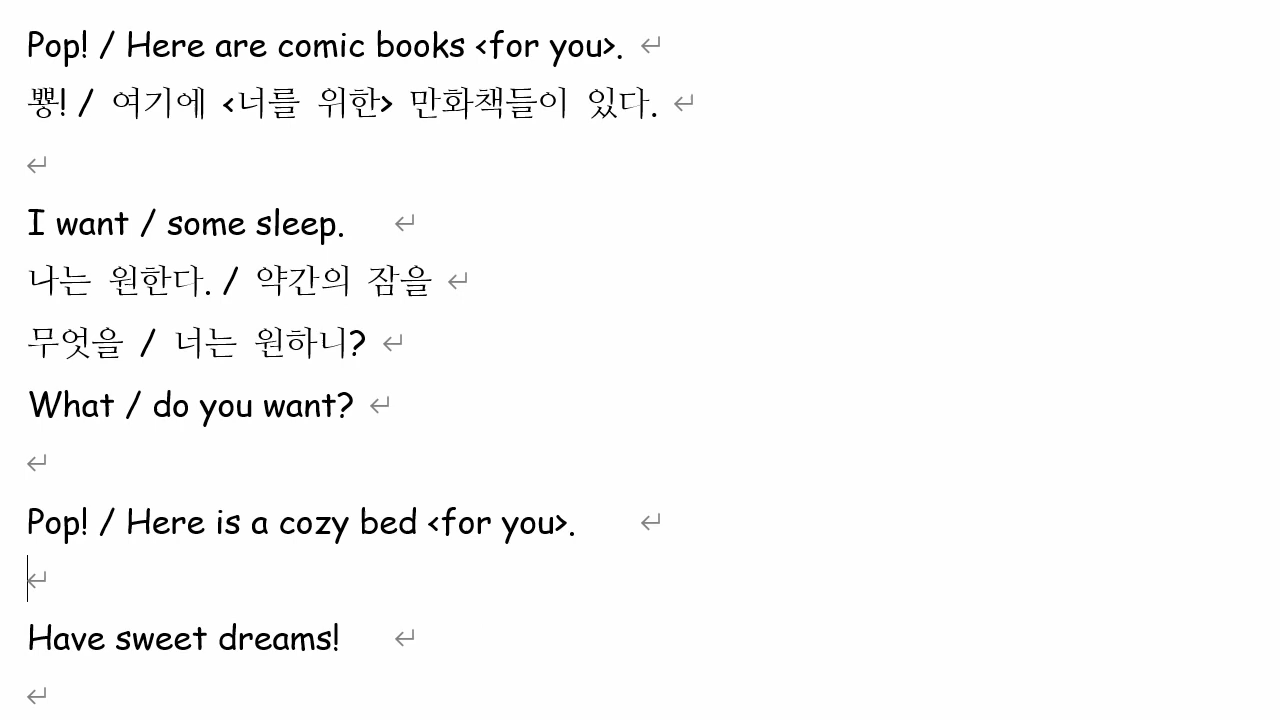 Pop! / Here are comic books <for you>.
뿅! / 여기에 <너를 위한> 만화책들이 있다.
I want / some sleep.
나는 원한다. / 약간의 잠을
무엇을 / 너는 원하니?
What / do you want?
Pop! / Here is a cozy bed <for you>.
Have sweet dreams!